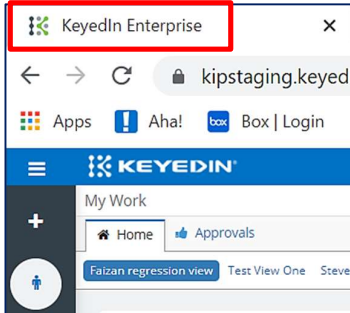 KeyedIn Enterprise
kipstaging.keyed
Apps Aha! box Box | Login
KEYEDIN
My Work
Home Approvals
Faizan regression view Test View One Steve